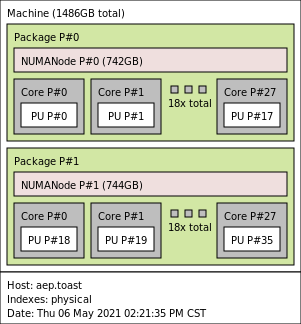 Machine (1486GB total)
Package P#0
NUMANode P#0 (742GB)
Core P#0
PU P#0
Core P#1
PU P#1
18x total
Core P#27
PU P#17
Package P#1
NUMANode P#1 (744GB)
Core P#0
PU P#18
Core P#1
PU P#19
18x total
Core P#27
PU P#35
Host: aep.toast
Indexes: physical
Date: Thu 06 May 2021 02:21:35 PM CST